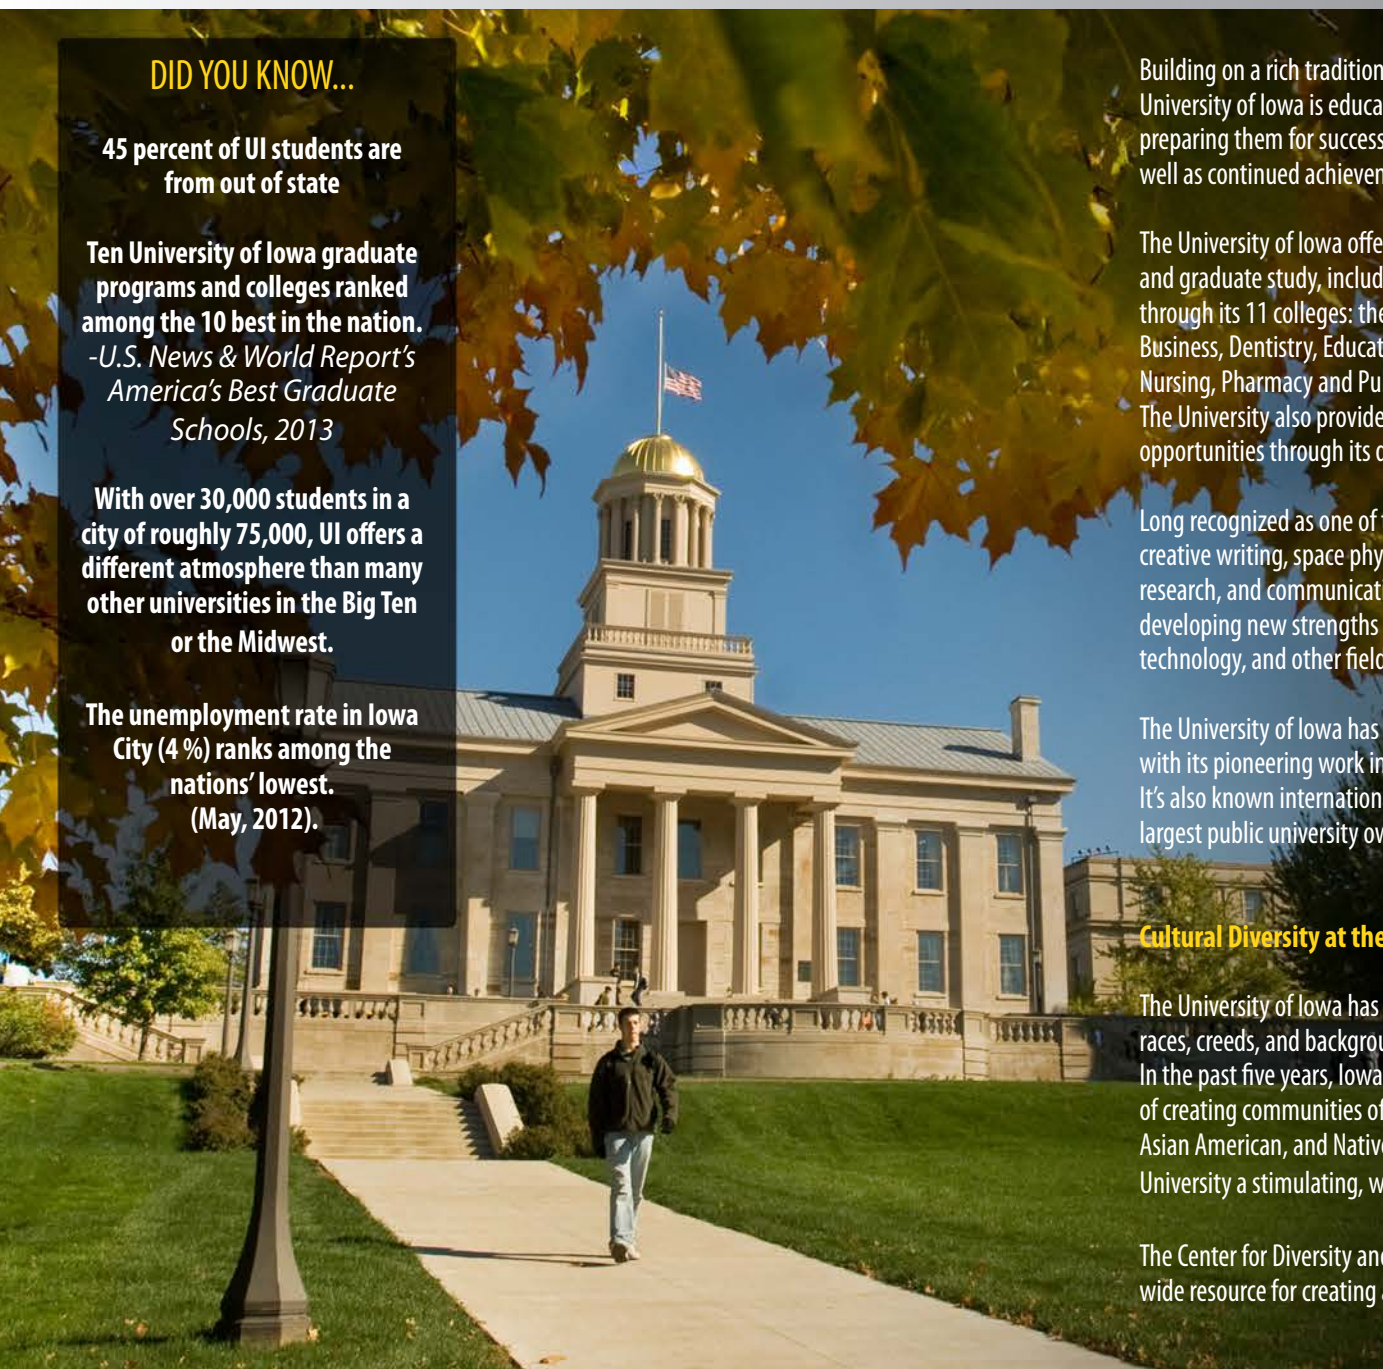 DID YOU KNOW...
45 percent of UI students are
from out of state
Ten University of Iowa graduate
programs and colleges ranked
among the 10 best in the nation.
-U.S. News & World Report's
America's Best Graduate
Schools, 2013
With over 30,000 students in a
city of roughly 75,000, UI offers a
different atmosphere than many
other universities in the Big Ten
or the Midwest.
The unemployment rate in Iowa
City (4 %) ranks among the
nations' lowest.
(May, 2012).
Building on a rich tradition
University of Iowa is educa
preparing them for success
well as continued achieve
The University of Iowa offe
and graduate study, includ
through its 11 colleges: the
Business, Dentistry, Educat
Nursing, Pharmacy and Pu
The University also provide
opportunities through its
Long recognized as one of
creative writing, space phy
research, and communicati
developing new strengths
technology, and other field
The University of Iowa has
with its pioneering work in
It's also known internation
largest public university ow
Cultural Diversity at the
The University of Iowa has
races, creeds, and backgrou
In the past five years, Iowa
of creating communities of
Asian American, and Native
University a stimulating, w
The Center for Diversity and
wide resource for creating